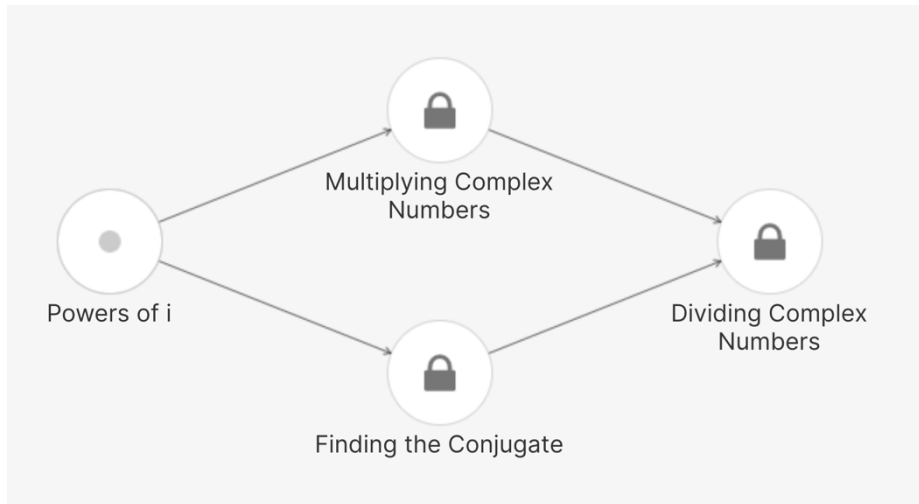 Multiplying Complex
Numbers
Powers of i
Dividing Complex
Numbers
Finding the Conjugate